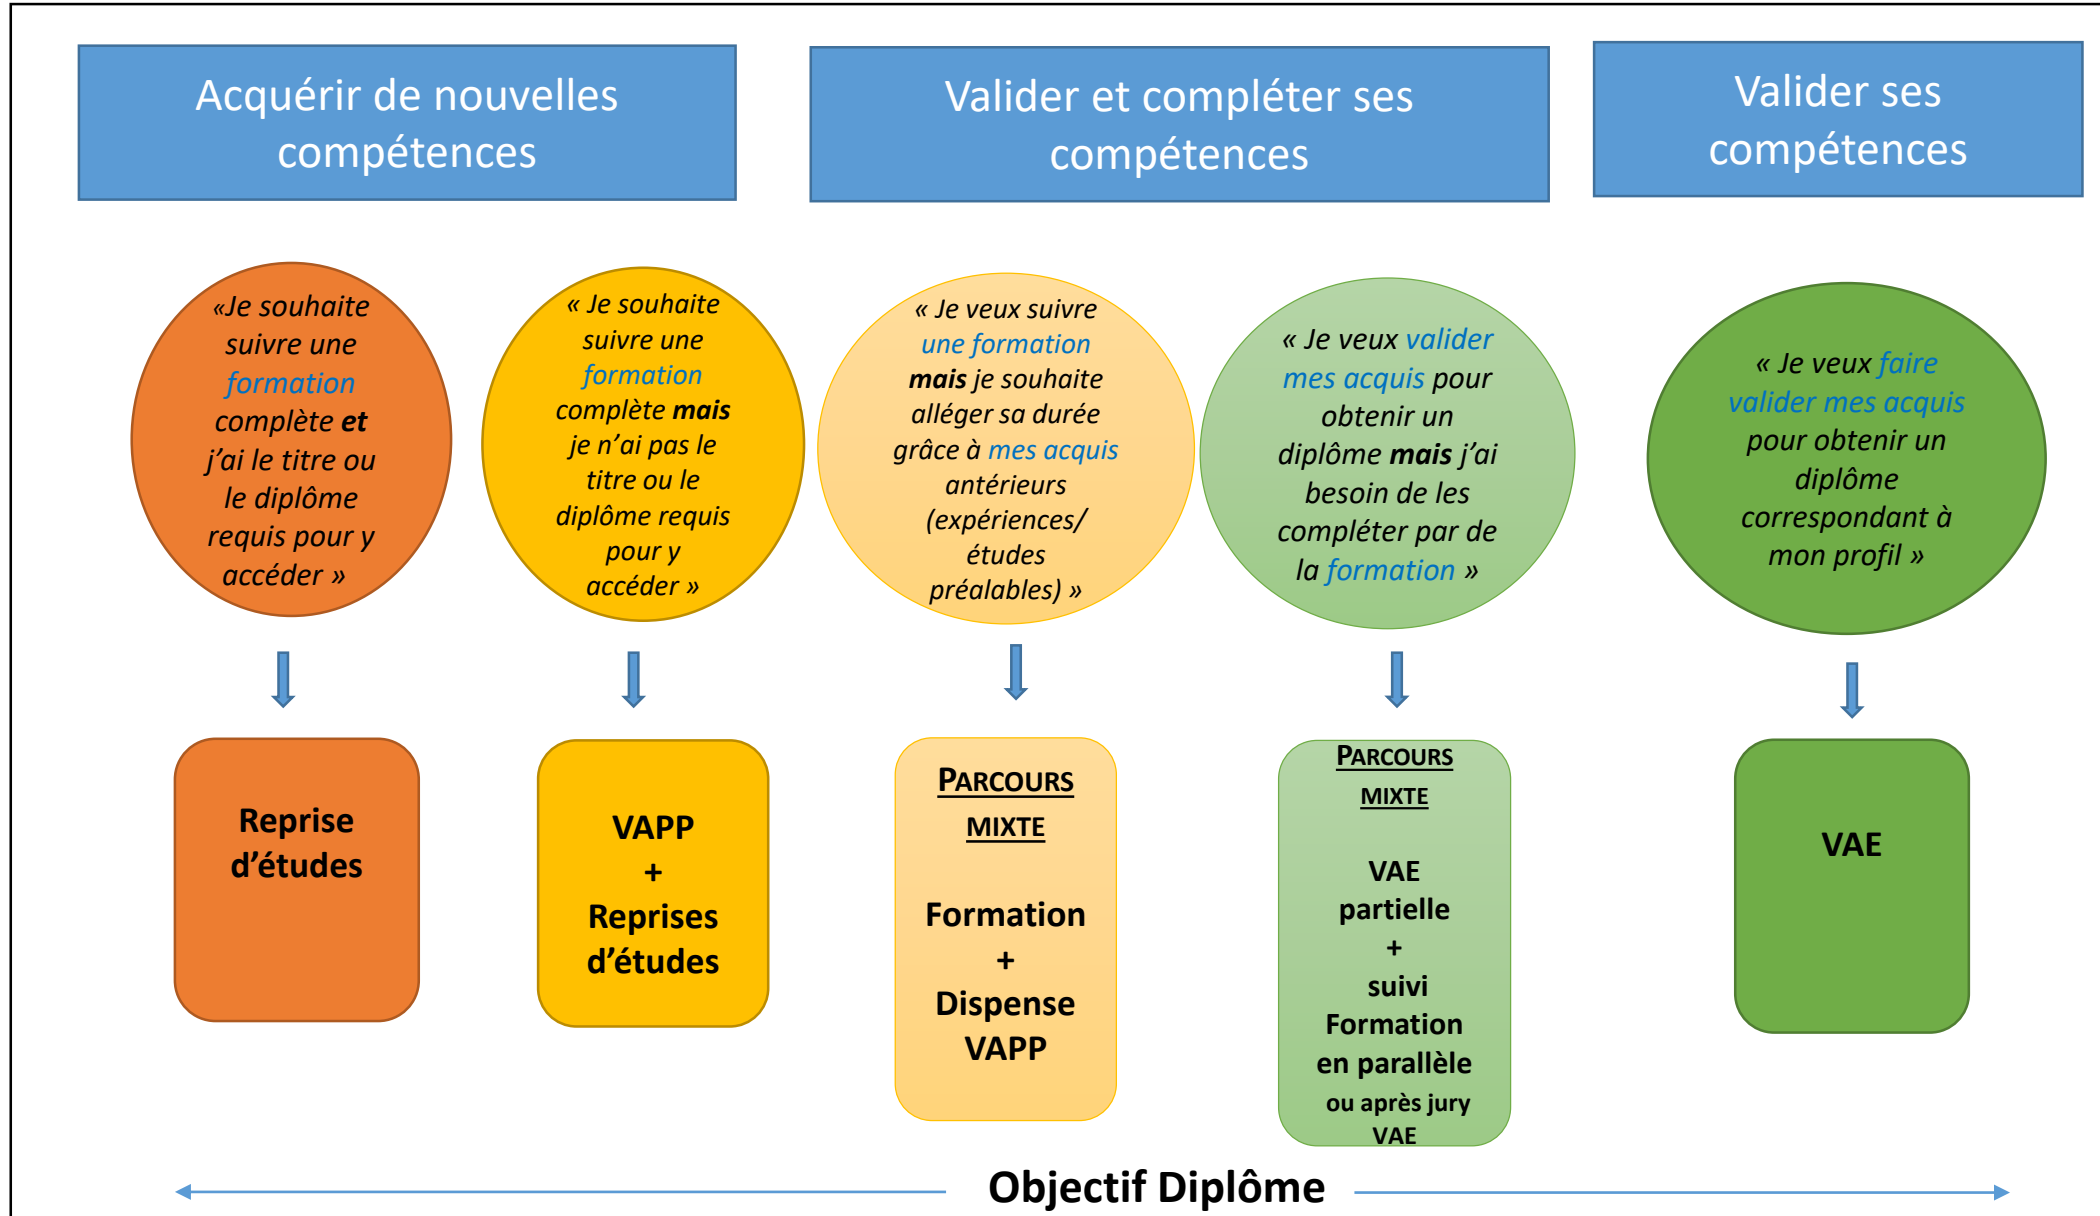 Acquérir de nouvelles
compétences
Valider et compléter ses
compétences
Valider ses
compétences
«Je souhaite
suivre une
formation
complète et
j'ai le titre ou
le diplôme
requis pour y
accéder »
« Je souhaite
suivre une
formation
complète mais
je n'ai pas le
titre ou le
diplôme requis
pour y
accéder »
« Je veux suivre
une formation
mais je souhaite
alléger sa durée
grâce à mes acquis
antérieurs
(expériences/
études
préalables) »
« Je veux valider
mes acquis pour
obtenir un
diplôme mais j'ai
besoin de les
compléter par de
la formation »
« Je veux faire
valider mes acquis
pour obtenir un
diplôme
correspondant à
mon profil »
Reprise
d'études
VAPP
+
Reprises
d'études
PARCOURS
MIXTE
Formation
+
Dispense
VAPP
PARCOURS
MIXTE
VAE
partielle
+
suivi
Formation
en parallèle
ou après jury
VAE
VAE
Objectif Diplôme